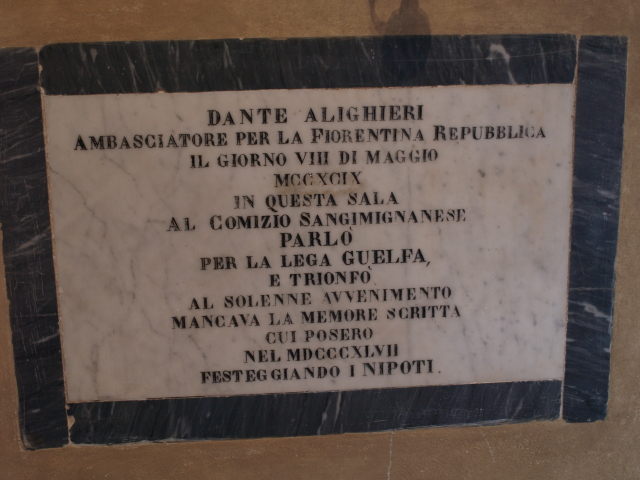 DANTE ALIGHIERI
AMBASCIATORE PER LA FIORENTINA REPUBBLICA
IL GIORNO VIII DI MAGGIO
MCCXCIX
IN QUESTA SALA
AL COMIZIO SANGIMIGNANESE
PARLÒ
PER LA LEGA GUELFA,
E TRIONFÒ
AL SOLENNE AVVENIMENTO
MANCAVA LA MEMORE SCRITTA
CUI POSERO
NEL MDCCCXLVII
FESTEGGIANDO I NIPOTI.